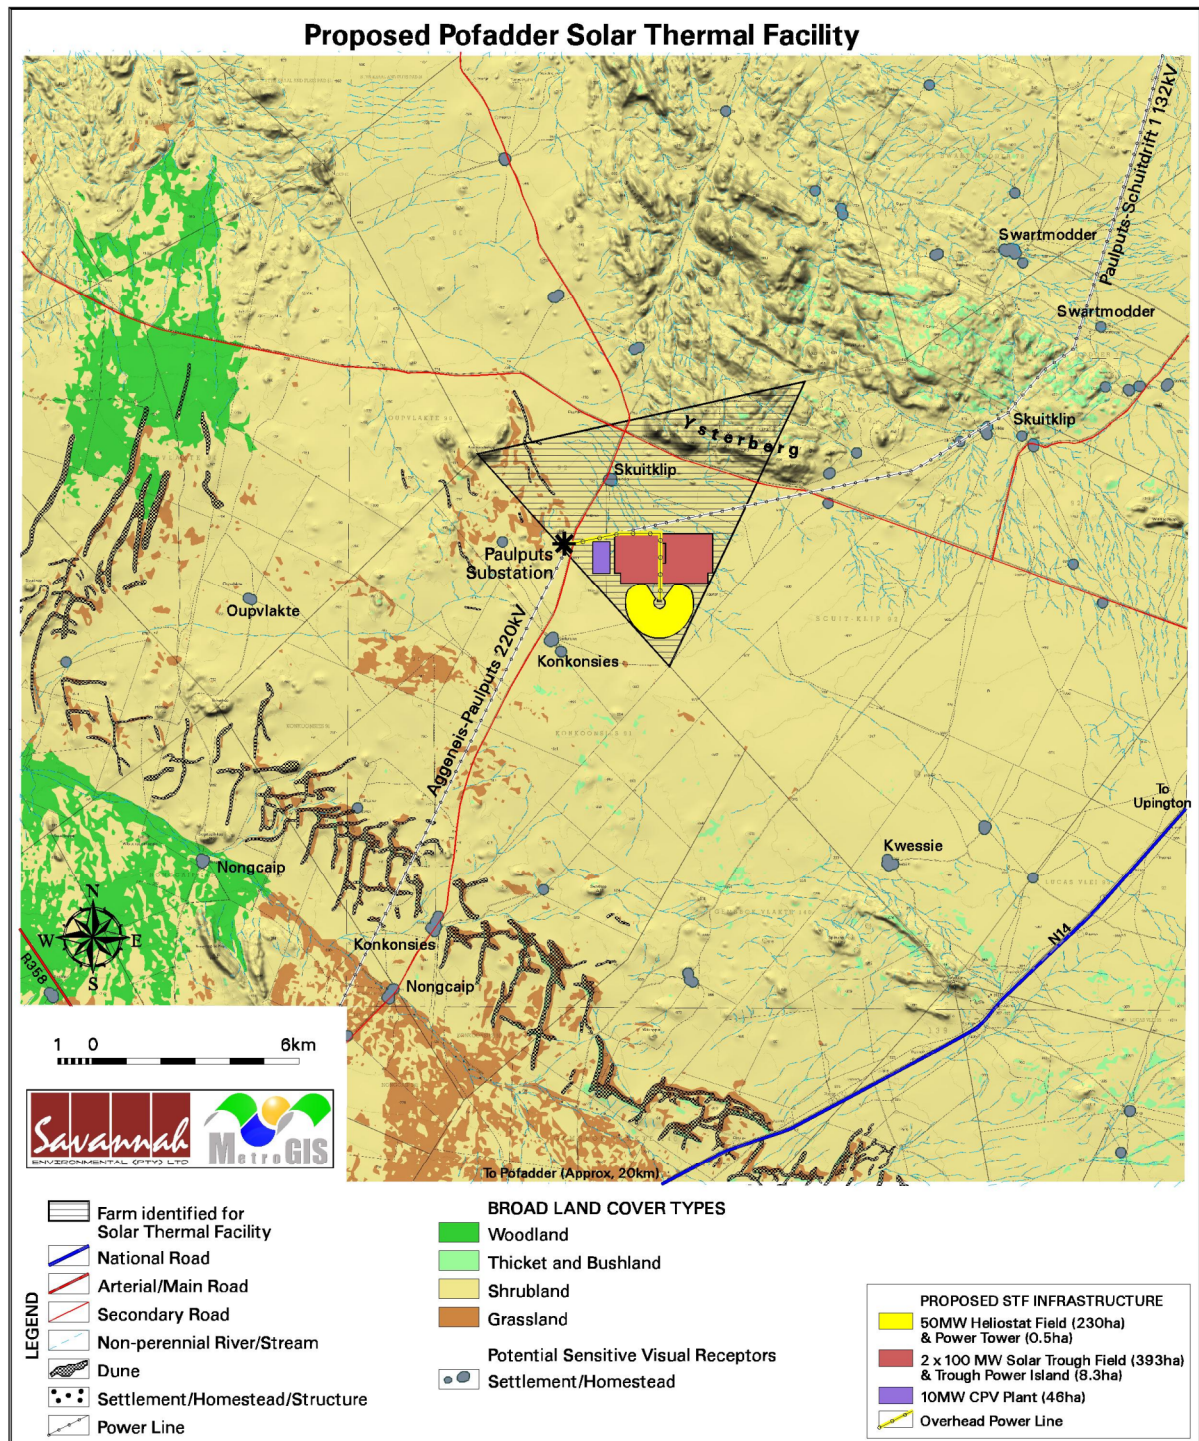 Proposed Pofadder Solar Thermal Facility
Paulputs-Schuitdrift 1 132kV
Swartmodder
Swartmodder
Skuitklip
Ysterberg
Skuitklip
Paulputs
Substation
Oupvlakte
Konkonsies
Aggeneis-Paulputs 220kV
To
Upington
Kwessie
Nongcaip
N
W E
S
R358
Konkonsies
N14
Nongcaip
1 0 6km
Savannah
ENVIRONMENTAL (PTY) LTD
MetroGIS
To Pofadder (Approx, 20km)
LEGEND
Farm identified for
Solar Thermal Facility
National Road
Arterial/Main Road
Secondary Road
Non-perennial River/Stream
Dune
Settlement/Homestead/Structure
Power Line
BROAD LAND COVER TYPES
Woodland
Thicket and Bushland
Shrubland
Grassland
Potential Sensitive Visual Receptors
Settlement/Homestead
PROPOSED STF INFRASTRUCTURE
50MW Heliostat Field (230ha)
& Power Tower (0.5ha)
2 x 100 MW Solar Trough Field (393ha)
& Trough Power Island (8.3ha)
10MW CPV Plant (46ha)
Overhead Power Line